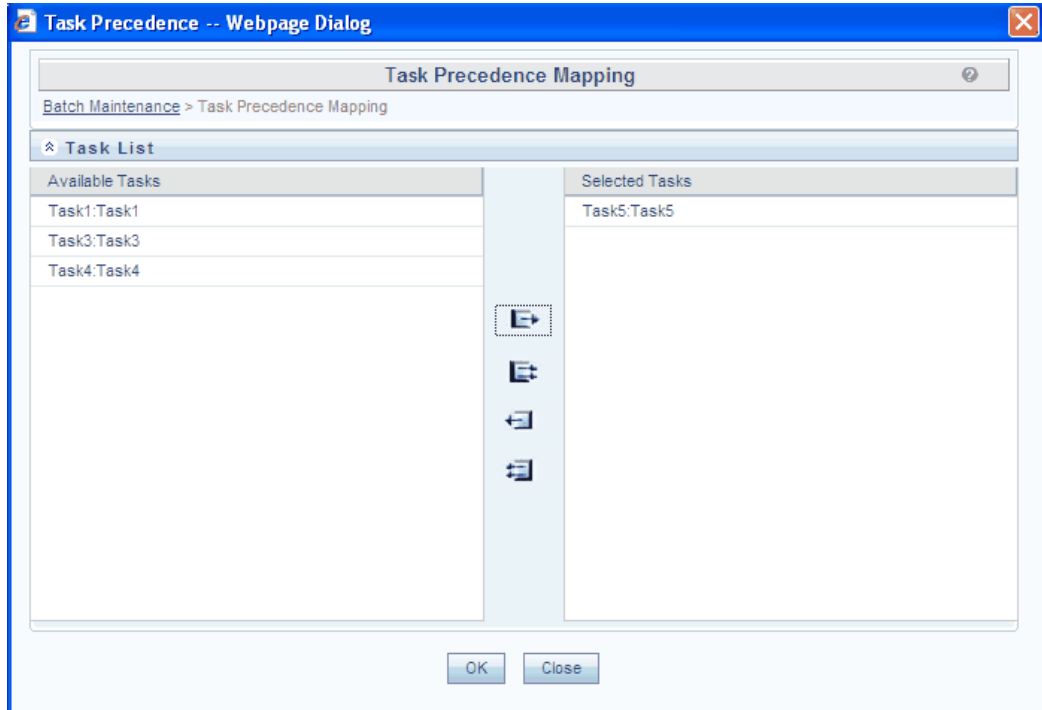 Task Precedence -- Webpage Dialog
Task Precedence Mapping
Batch Maintenance > Task Precedence Mapping
Task List
Available Tasks
Task1:Task1
Task3:Task3
Task4:Task4
Selected Tasks
Task5:Task5
OK
Close